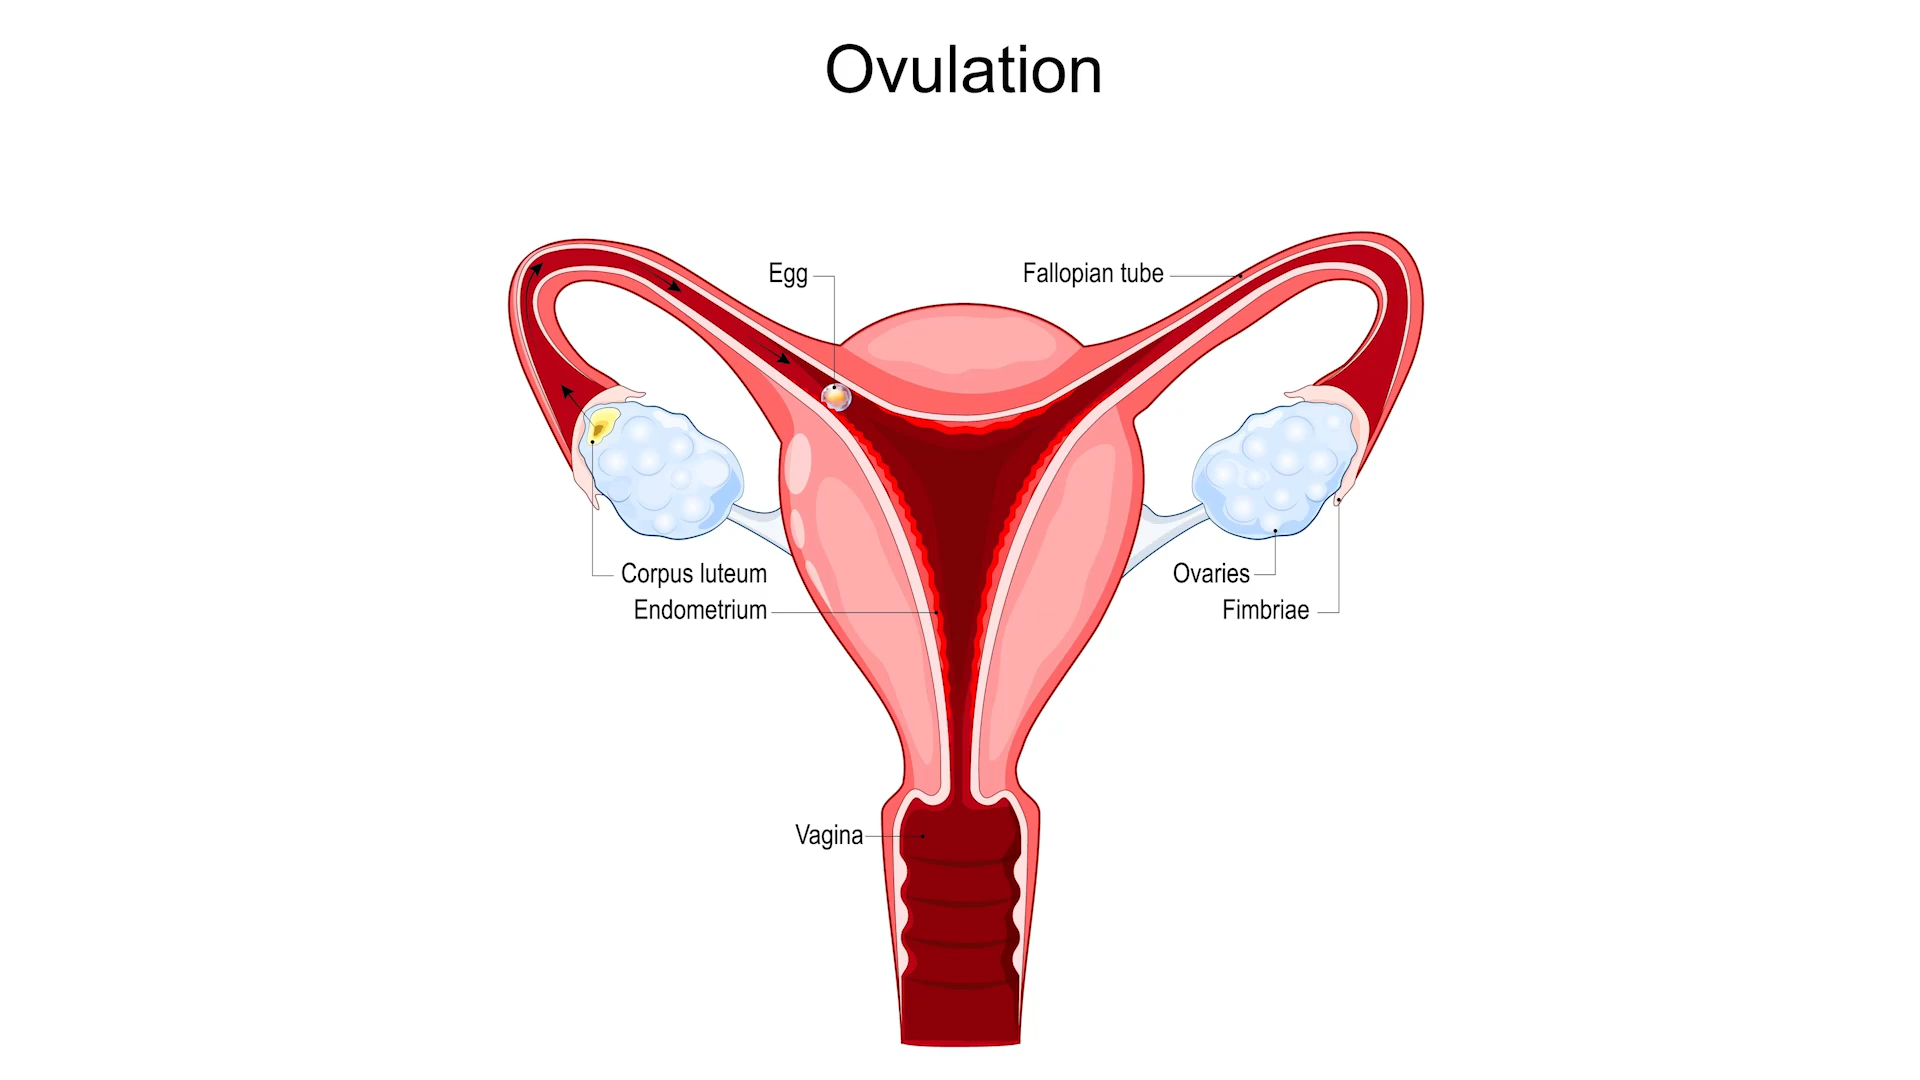 Ovulation
Egg
Fallopian tube
Corpus luteum
Endometrium
Ovaries
Fimbriae
Vagina